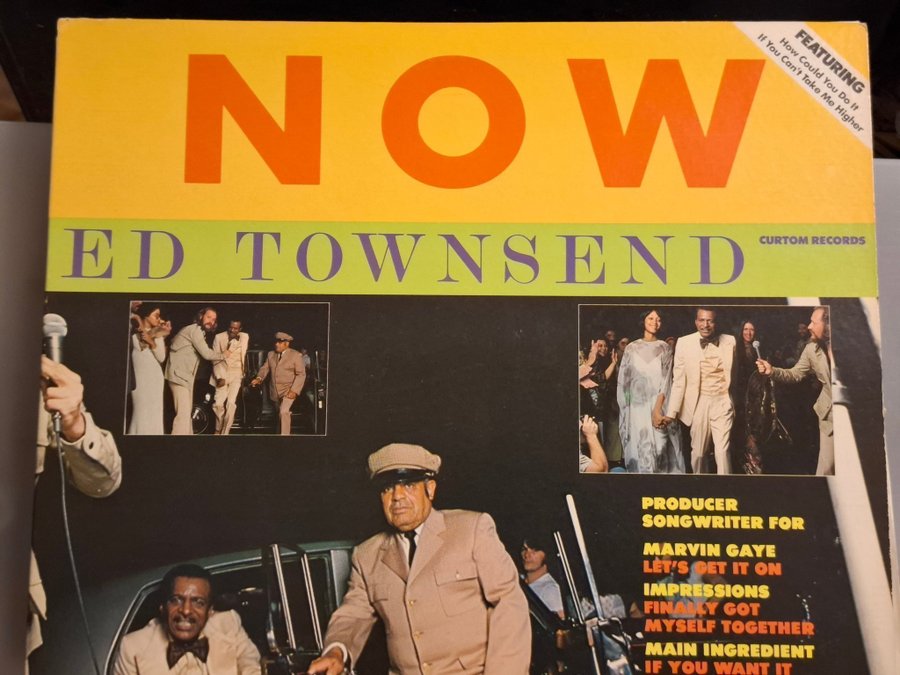 NOW
FEATURING
How Could You Do It
If You Can't Take Me Higher
ED TOWNSEND
CURTOM RECORDS
PRODUCER
SONGWRITER FOR
MARVIN GAYE
LET'S GET IT ON
IMPRESSIONS
FINALLY GOT
MYSELF TOGETHER
MAIN INGREDIENT
IF YOU WANT IT